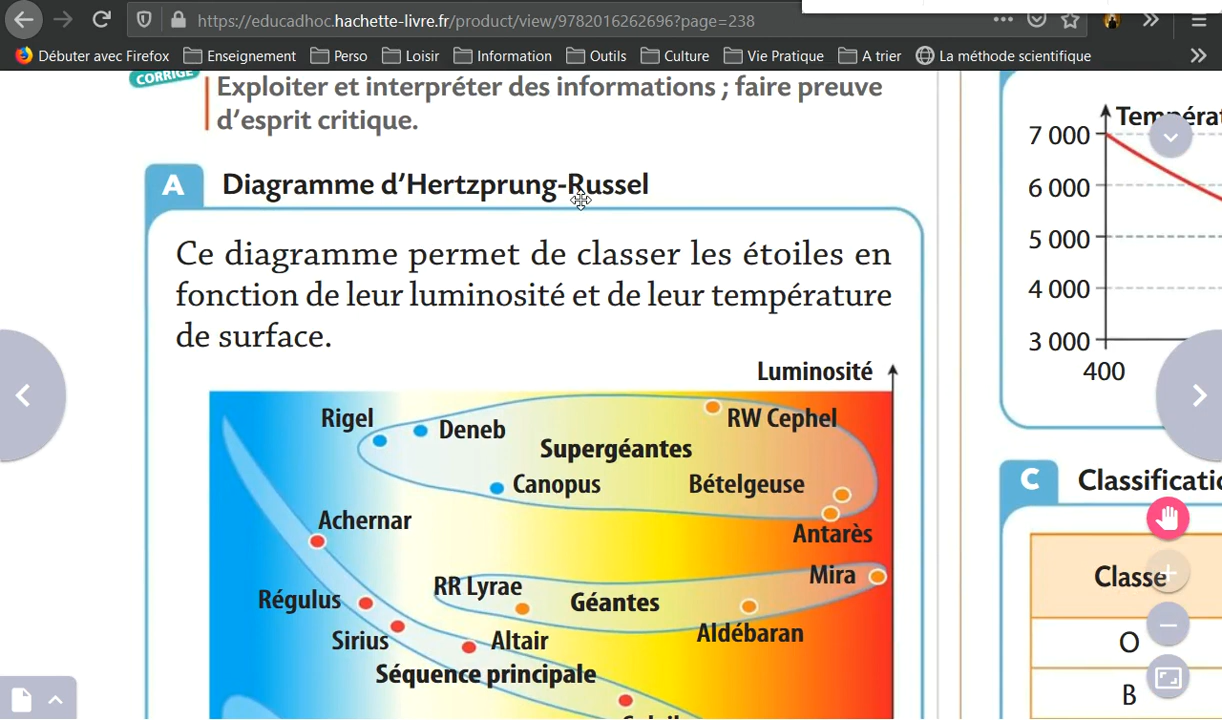 https://educadhoc.hachette-livre.fr/product/view/9782016262696?page=238
Débuter avec Firefox Enseignement Perso Loisir Information Outils Culture Vie Pratique A trier La méthode scientifique
CORRIGÉ
Exploiter et interpréter des informations ; faire preuve
d'esprit critique.
A Diagramme d'Hertzprung-Russel
Ce diagramme permet de classer les étoiles en
fonction de leur luminosité et de leur température
de surface.
Luminosité
Rigel
Deneb
RW Cephel
Supergéantes
Canopus
Bételgeuse
Achernar
Antarès
Mira
RR Lyrae
Régulus
Géantes
Aldébaran
Sirius
Altair
Séquence principale
7 000
6 000
5 000
4 000
3 000
400
C Classificatio
Classe
O
B